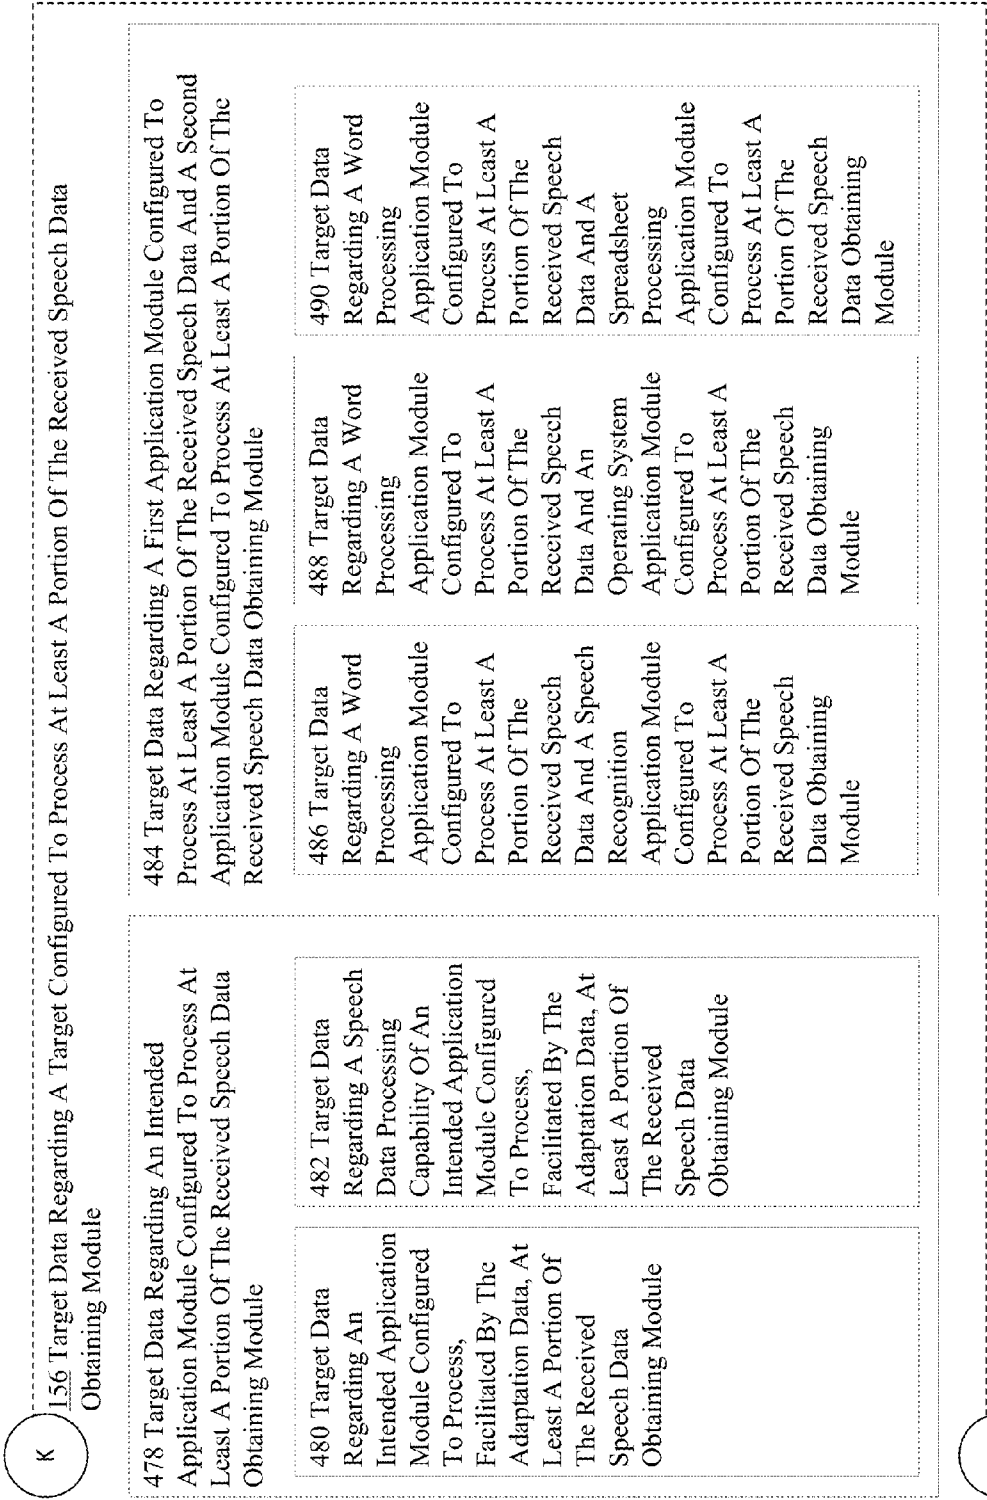 K
156 Target Data Regarding A Target Configured To Process At Least A Portion Of The Received Speech Data
Obtaining Module
478 Target Data Regarding An Intended
Application Module Configured To Process At
Least A Portion Of The Received Speech Data
Obtaining Module
480 Target Data
Regarding An
Intended Application
Module Configured
To Process,
Facilitated By The
Adaptation Data, At
Least A Portion Of
The Received
Speech Data
Obtaining Module
482 Target Data
Regarding A Speech
Data Processing
Capability Of An
Intended Application
Module Configured
To Process,
Facilitated By The
Adaptation Data, At
Least A Portion Of
The Received
Speech Data
Obtaining Module
484 Target Data Regarding A First Application Module Configured To
Process At Least A Portion Of The Received Speech Data And A Second
Application Module Configured To Process At Least A Portion Of The
Received Speech Data Obtaining Module
486 Target Data
Regarding A Word
Processing
Application Module
Configured To
Process At Least A
Portion Of The
Received Speech
Data And A Speech
Recognition
Application Module
Configured To
Process At Least A
Portion Of The
Received Speech
Data Obtaining
Module
488 Target Data
Regarding A Word
Processing
Application Module
Configured To
Process At Least A
Portion Of The
Received Speech
Data And An
Operating System
Application Module
Configured To
Process At Least A
Portion Of The
Received Speech
Data Obtaining
Module
490 Target Data
Regarding A Word
Processing
Application Module
Configured To
Process At Least A
Portion Of The
Received Speech
Data And A
Spreadsheet
Processing
Application Module
Configured To
Process At Least A
Portion Of The
Received Speech
Data Obtaining
Module